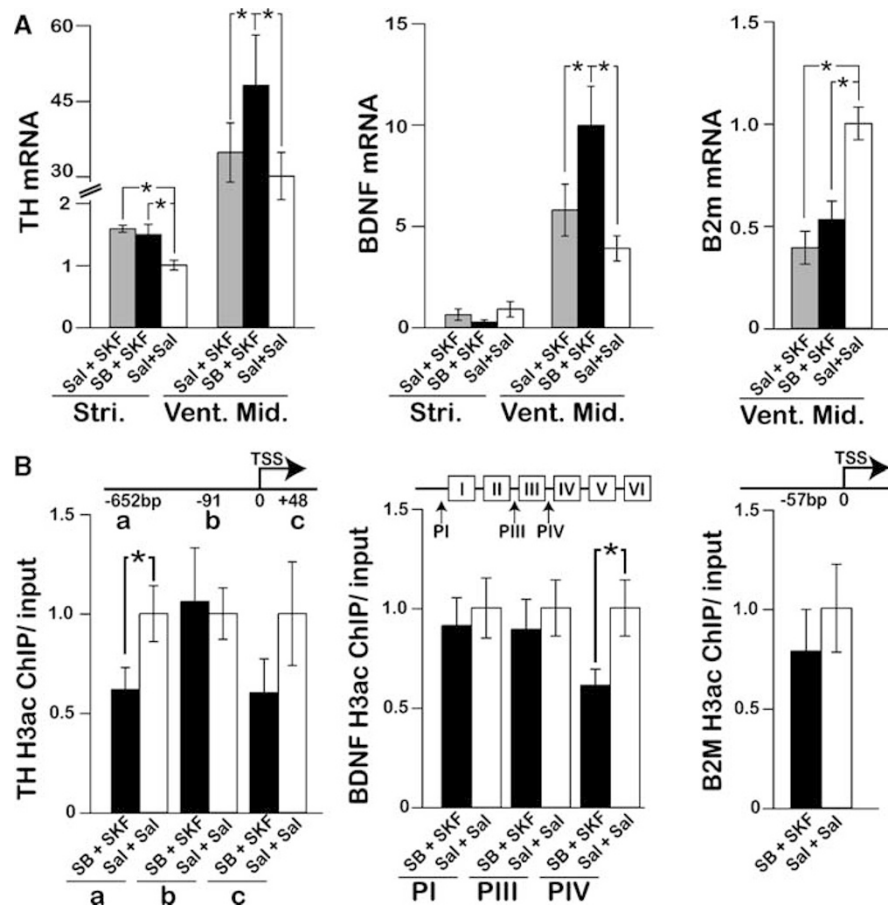 A
TH mRNA
60
45
30
2
1
0
* *
*
*
Sal + SKF
SB + SKF
Sal+Sal
Sal + SKF
SB + SKF
Sal+Sal
Stri. Vent. Mid.
BDNF mRNA
15
10
5
0
* *
Sal + SKF
SB + SKF
Sal+Sal
Sal + SKF
SB + SKF
Sal+Sal
Stri. Vent. Mid.
B2m mRNA
1.5
1.0
0.5
0
*
*
Sal + SKF
SB + SKF
Sal+Sal
Vent. Mid.
B
TSS
-652bp -91 0 +48
a b c
TH H3ac ChIP/ input
1.5
1.0
0.5
0
*
SB + SKF
Sal + Sal
SB + SKF
Sal + Sal
SB + SKF
Sal + Sal
a b c
I II III IV V VI
PI PIII PIV
BDNF H3ac ChIP/ input
1.5
1.0
0.5
0
*
SB + SKF
Sal + Sal
SB + SKF
Sal + Sal
SB + SKF
Sal + Sal
PI PIII PIV
TSS
-57bp 0
B2M H3ac ChIP/ input
1.5
1.0
0.5
0
SB + SKF
Sal + Sal